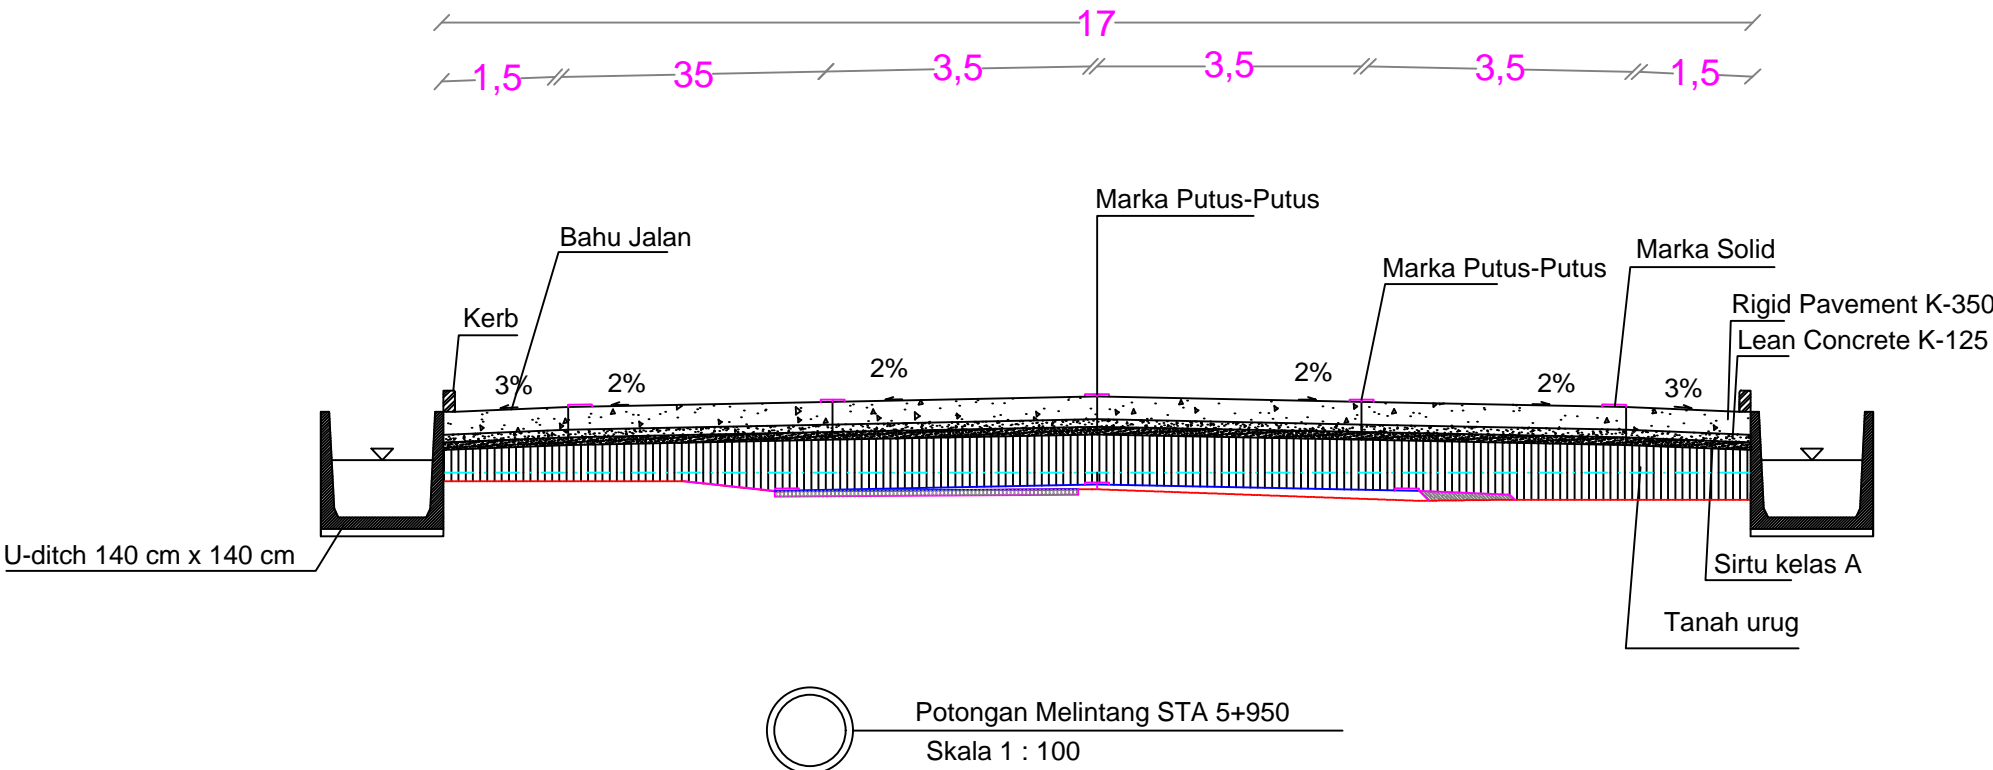 17
1,5 35 3,5 3,5 3,5 1,5
Marka Putus-Putus
Bahu Jalan
Marka Solid
Marka Putus-Putus
Rigid Pavement K-350
Kerb
Lean Concrete K-125
3% 2% 2% 2% 2% 3%
U-ditch 140 cm x 140 cm
Sirtu kelas A
Tanah urug
Potongan Melintang STA 5+950
Skala 1 : 100